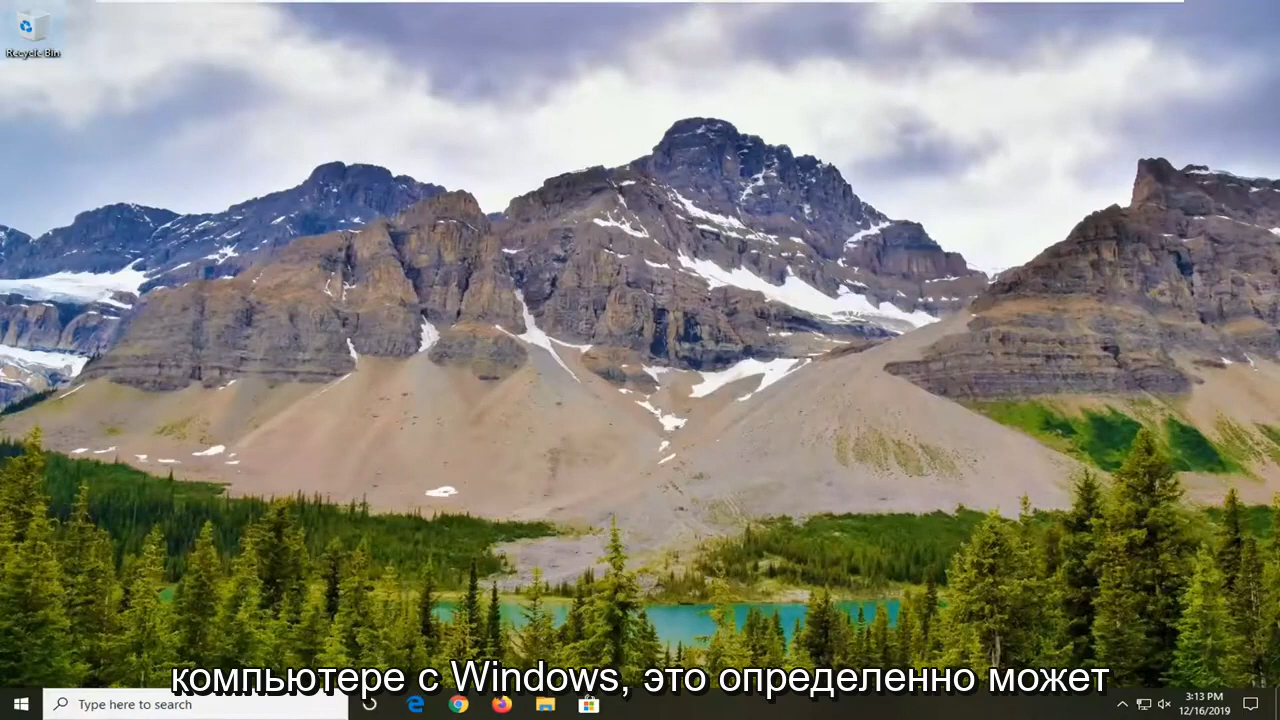 Recycle Bin
компьютере с Windows, это определенно может
Type here to search
3:13 PM
12/16/2019